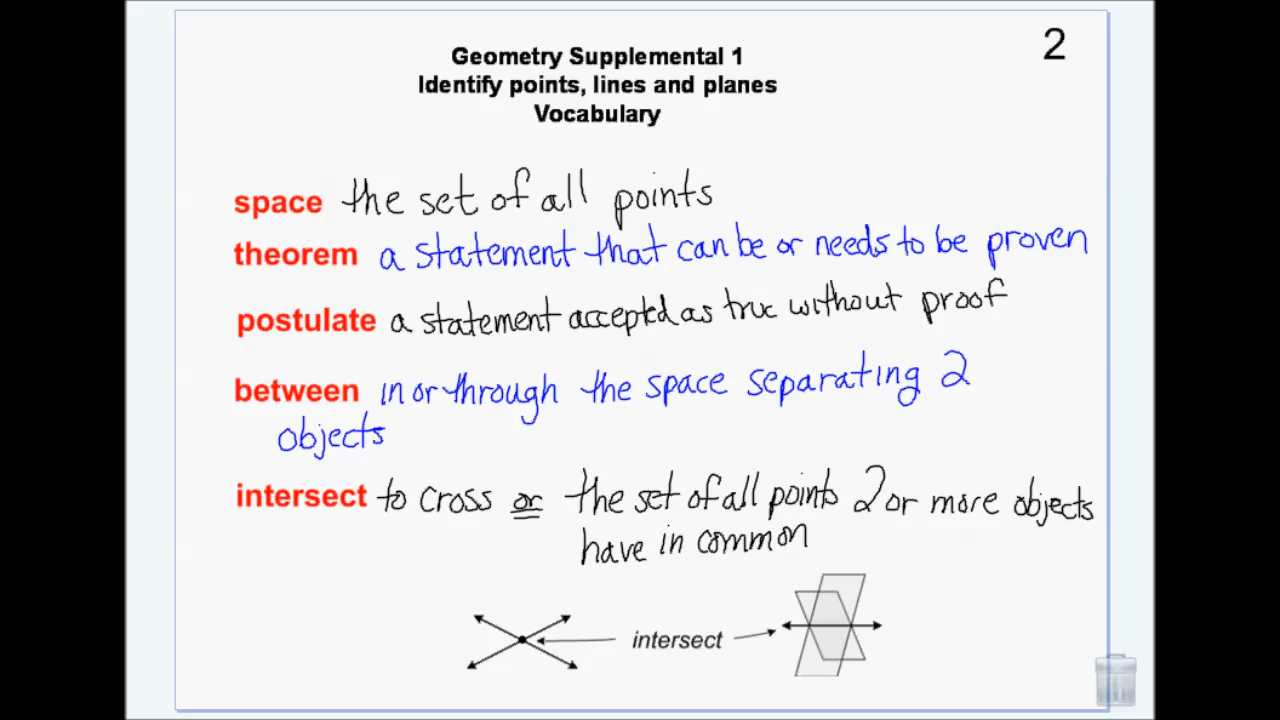 2
Geometry Supplemental 1
Identify points, lines and planes
Vocabulary
space the set of all points
theorem a statement that can be or needs to be proven
postulate a statement accepted as true without proof
between in or through the space separating 2
objects
intersect to cross or the set of all points 2 or more objects
have in common
intersect